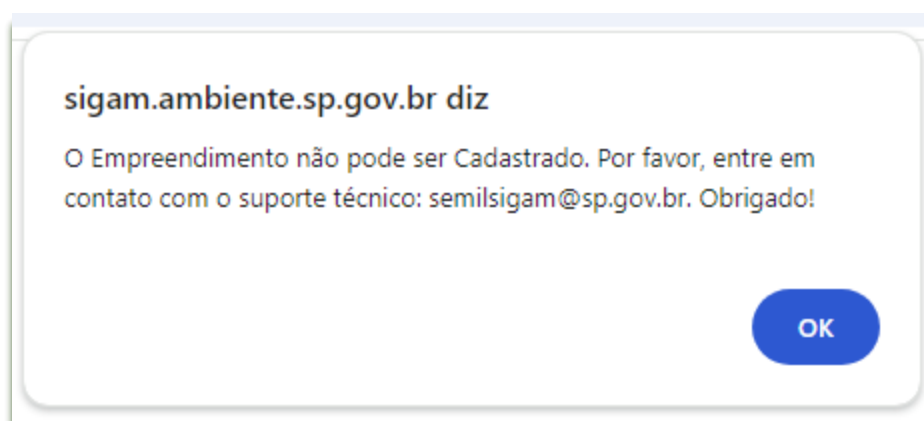 sigam.ambiente.sp.gov.br diz
O Empreendimento não pode ser Cadastrado. Por favor, entre em
contato com o suporte técnico: semilsigam@sp.gov.br. Obrigado!
OK